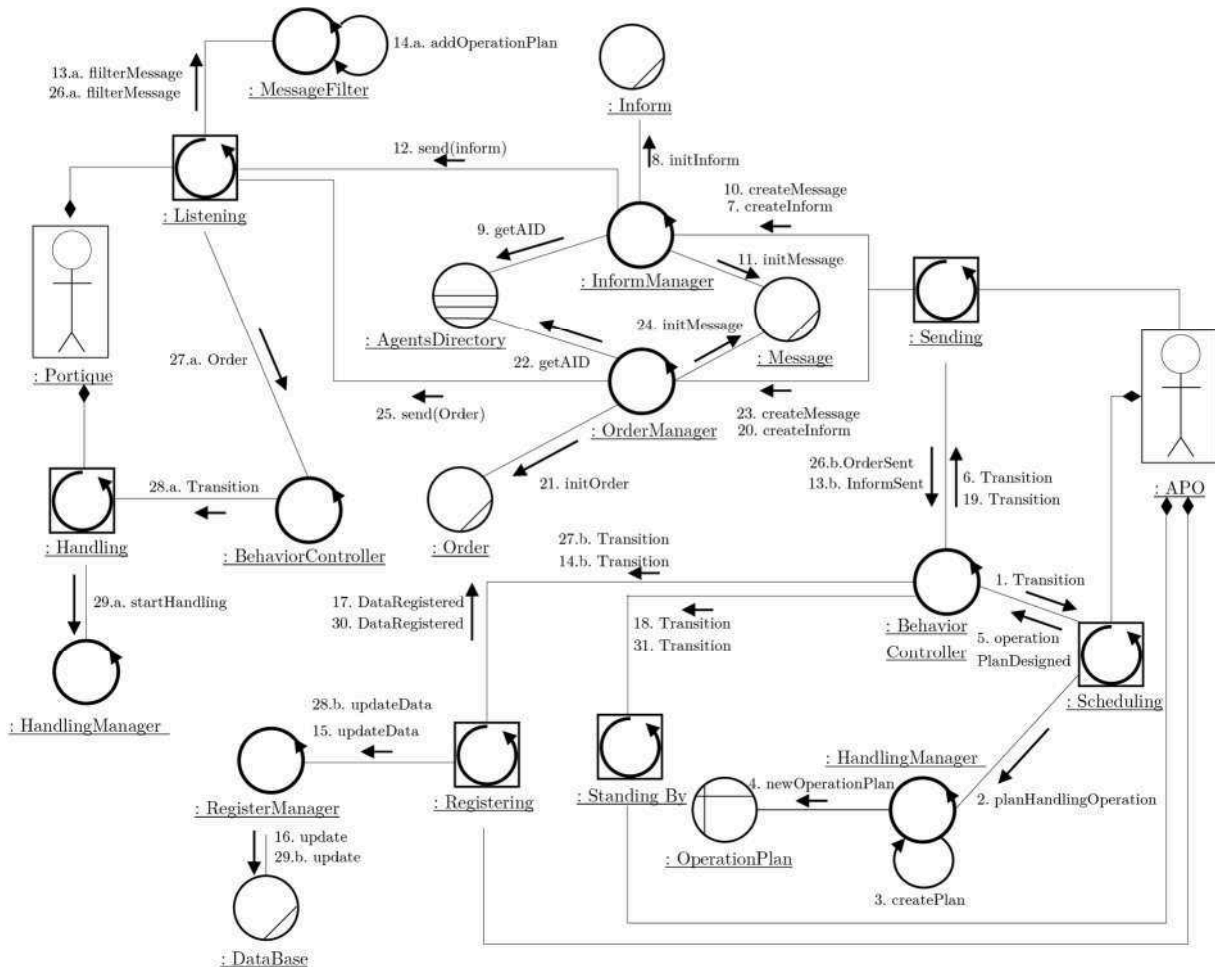 14.a. addOperationPlan
13.a. flilterMessage
26.a. flilterMessage
: MessageFilter
: Inform
12. send(inform)
8. initInform
10. createMessage
7. createInform
: Listening
9. getAID
11. initMessage
: InformManager
: AgentsDirectory
24. initMessage
: Message
: Sending
27.a. Order
22. getAID
: Portique
25. send(Order)
: OrderManager
23. createMessage
20. createInform
26.b.OrderSent
13.b. InformSent
6. Transition
19. Transition
: APO
28.a. Transition
21. initOrder
: Handling
: BehaviorController
: Order
27.b. Transition
14.b. Transition
1. Transition
29.a. startHandling
17. DataRegistered
30. DataRegistered
18. Transition
31. Transition
: Behavior
Controller
5. operation
PlanDesigned
: Scheduling
: HandlingManager
28.b. updateData
15. updateData
: HandlingManager
4. newOperationPlan
2. planHandlingOperation
: RegisterManager
: Registering
: Standing By
16. update
29.b. update
: OperationPlan
3. createPlan
: DataBase